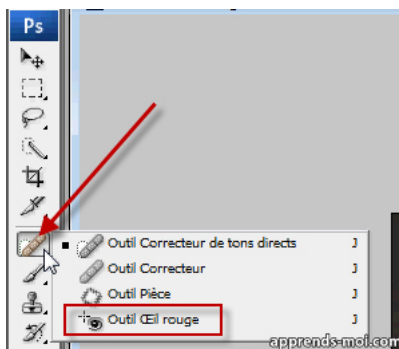 Ps
Outil Correcteur de tons directs J
Outil Correcteur J
Outil Pièce J
Outil Œil rouge J
apprends-moi.com